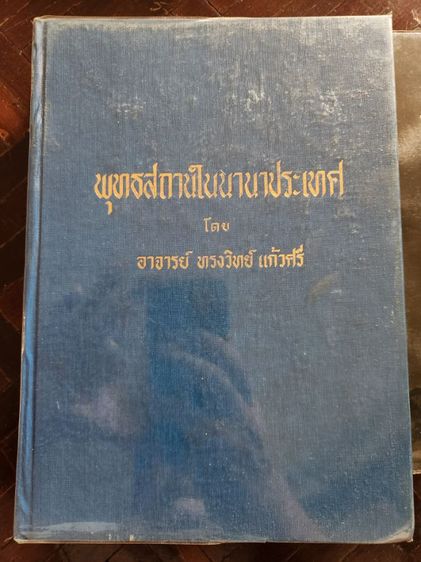 พุทธสถานในนานาประเทศ
โดย
อาจารย์ ทรงวิทย์ แก้วศรี